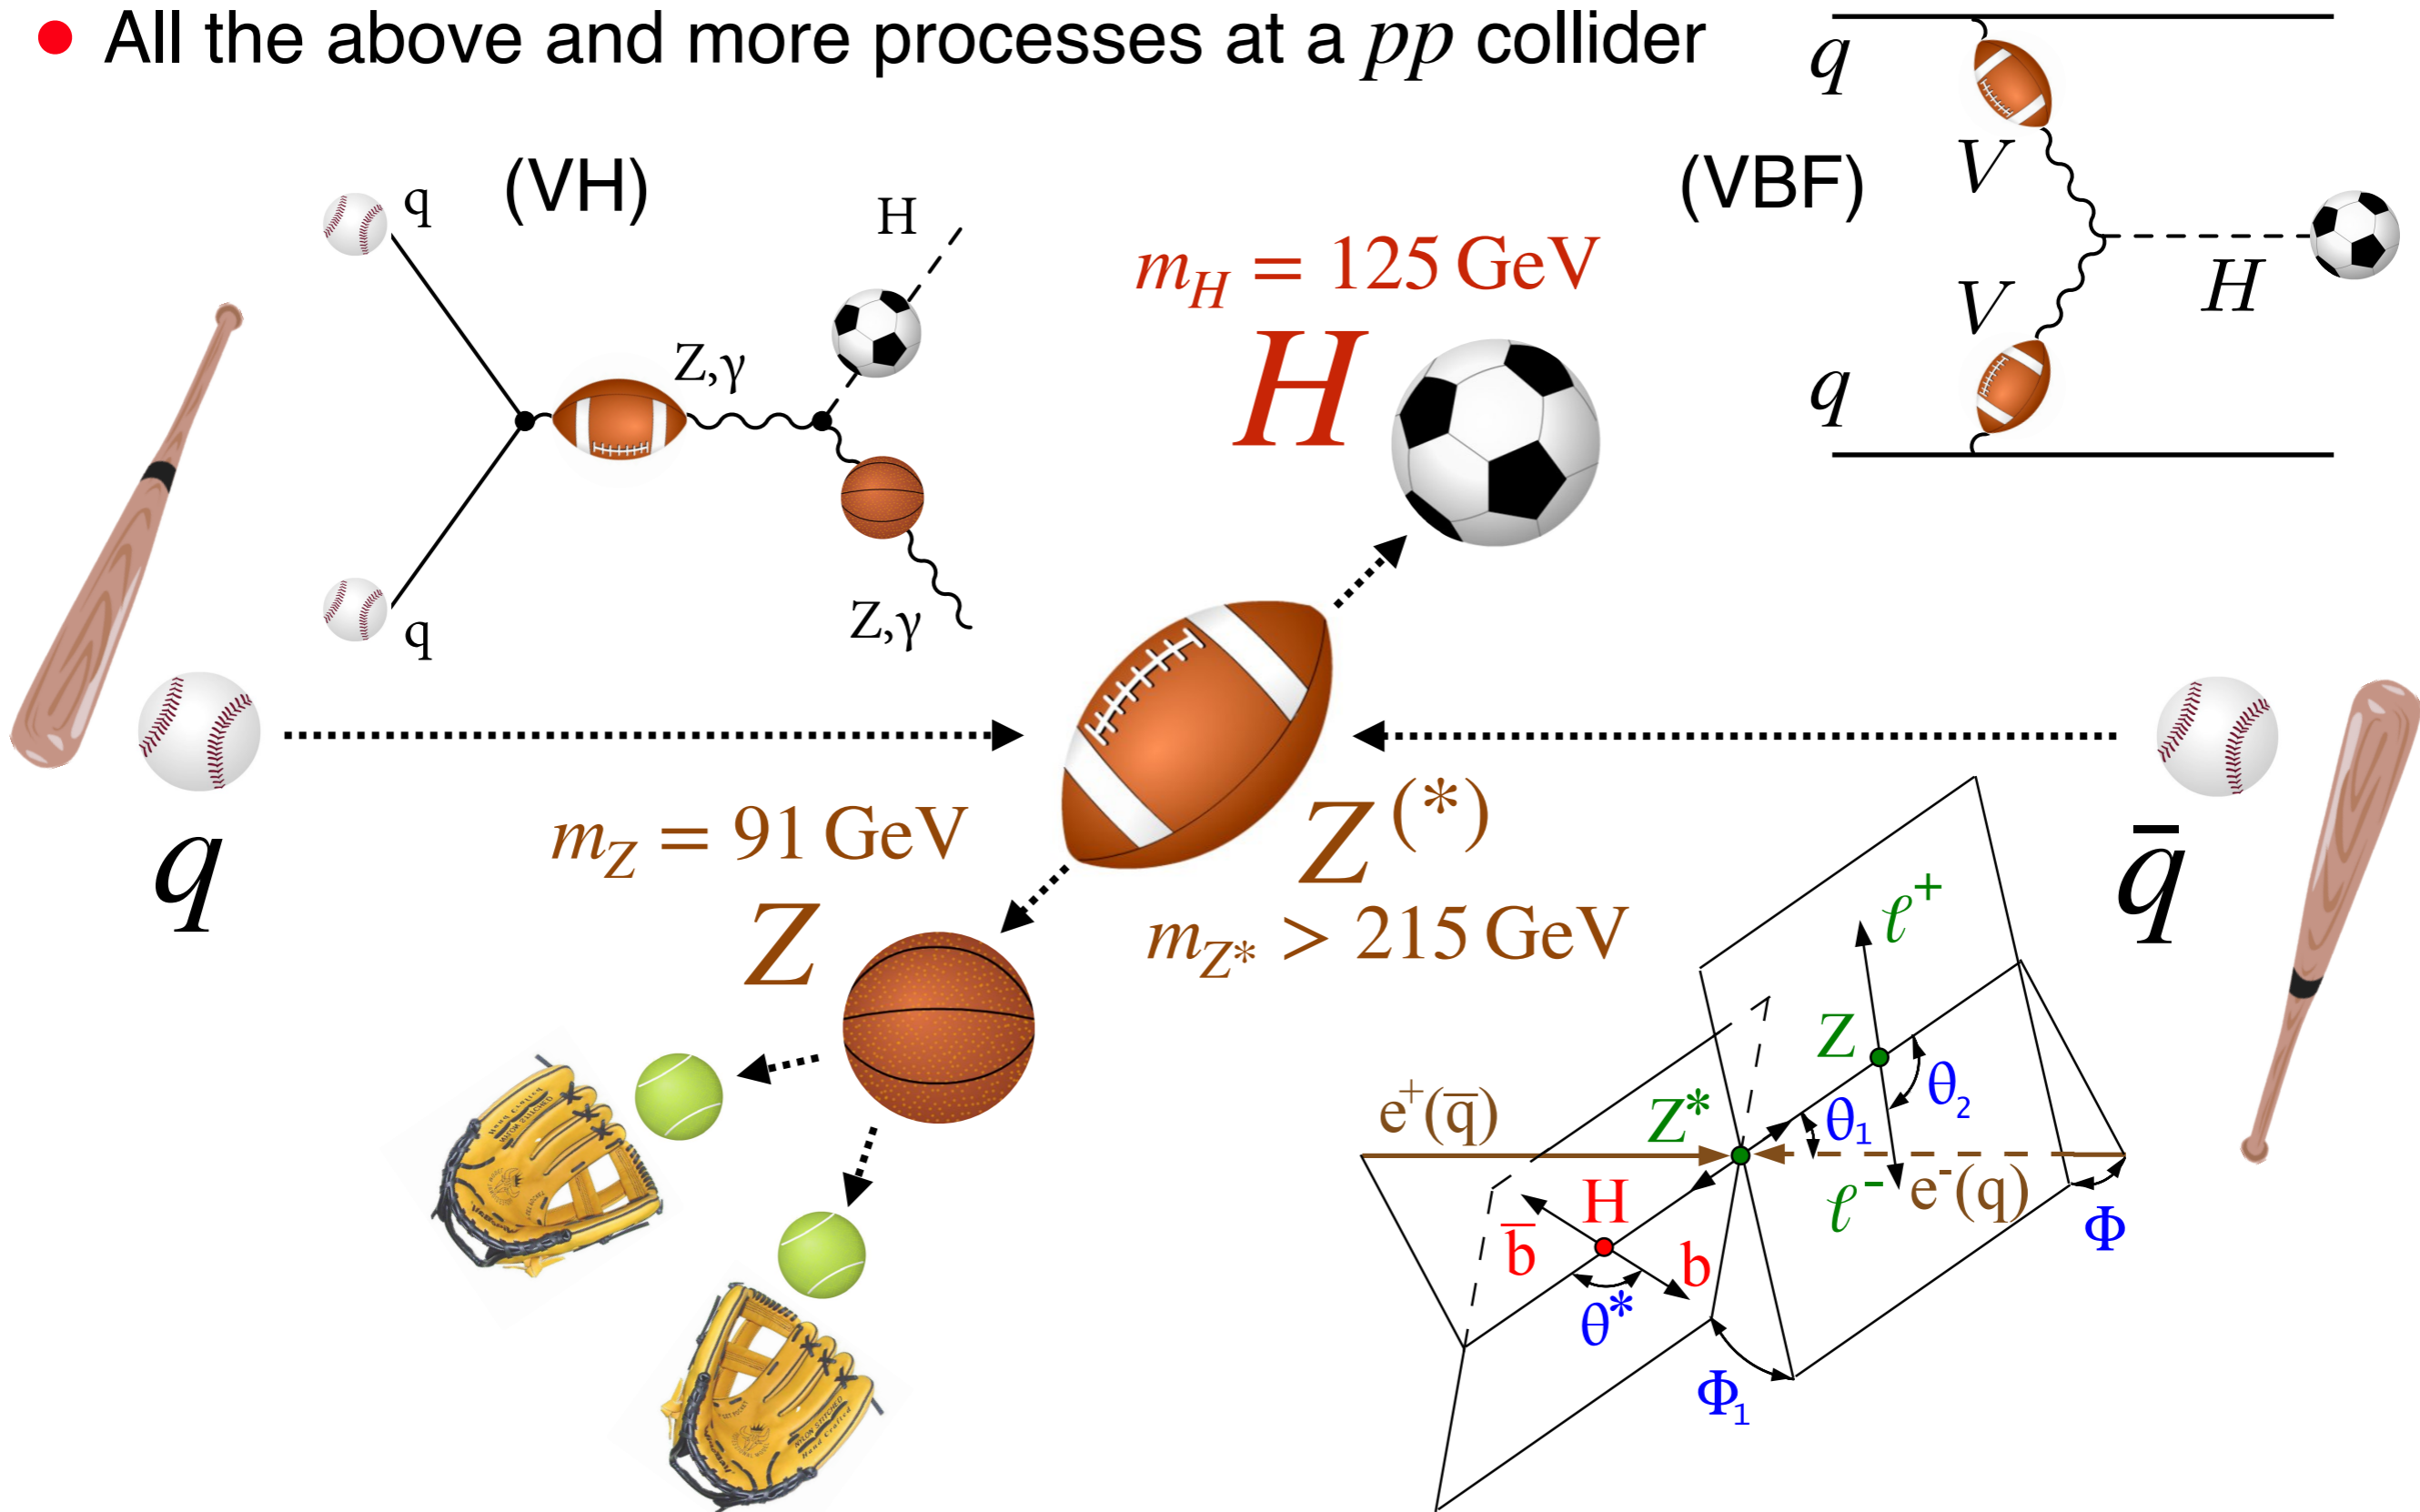 • All the above and more processes at a pp collider
(VH)
q
H
Z,γ
q
Z,γ
(VBF)
q
V
V
H
q
m_H = 125 GeV
H
q
q̅
m_Z = 91 GeV
Z
Z^(*)
m_Z* > 215 GeV
ℓ⁺
Z
θ₂
θ₁
e⁺(q̅)
Z*
ℓ⁻
e⁻(q)
Φ
H
b̅
b
θ*
Φ₁